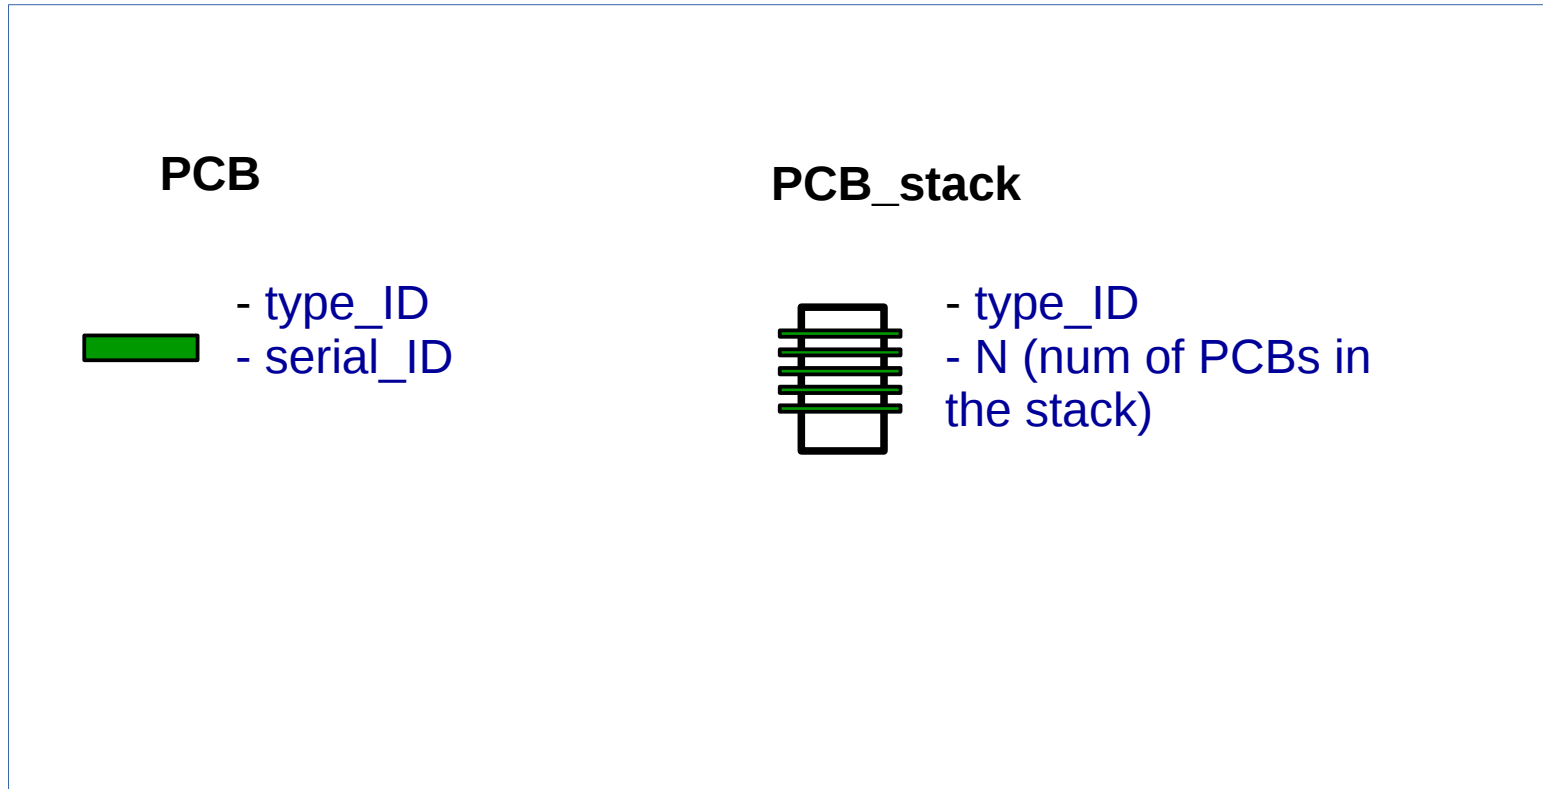 PCB
- type_ID
- serial_ID
PCB_stack
- type_ID
- N (num of PCBs in
the stack)